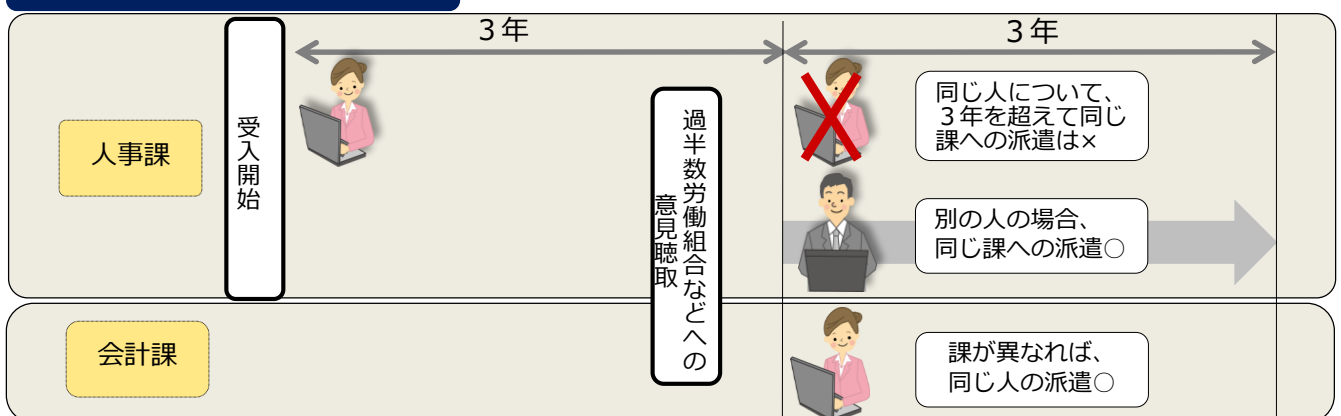 3年
3年
人事課
受入開始
過半数労働組合などへの
意見聴取
同じ人について、
３年を超えて同じ
課への派遣は×
別の人の場合、
同じ課への派遣○
会計課
課が異なれば、
同じ人の派遣○